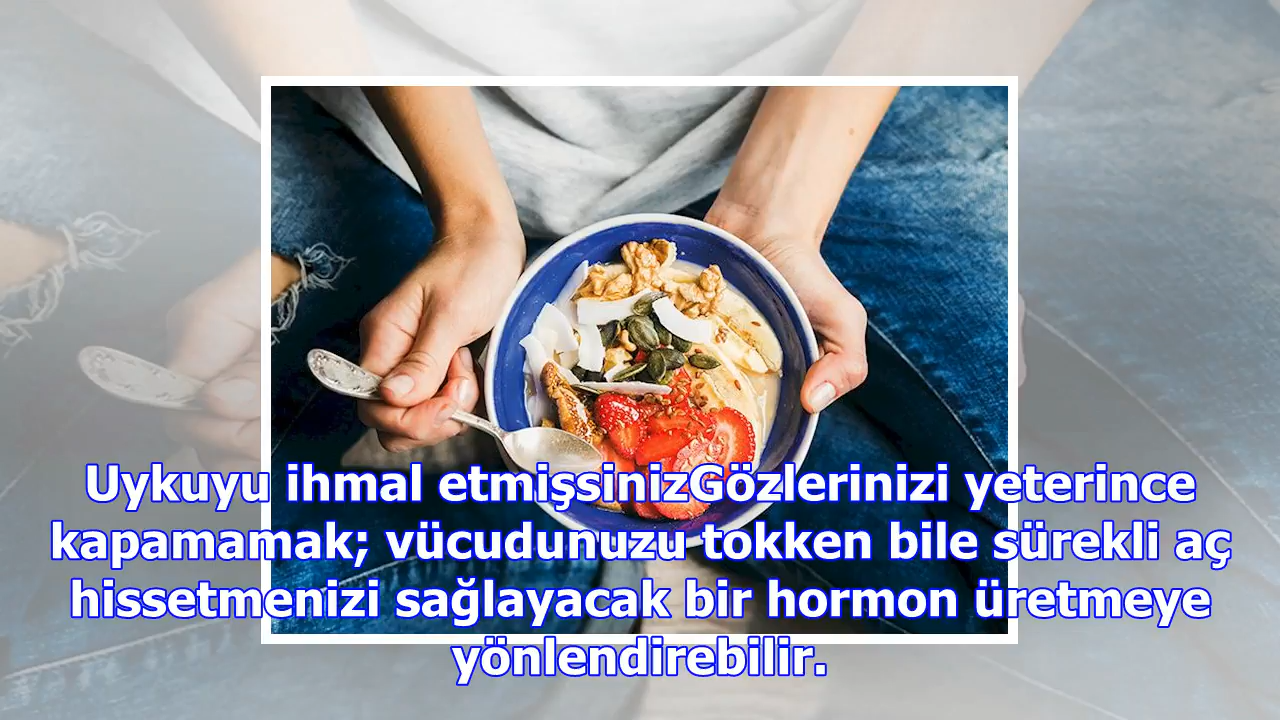 Uykuyu ihmal etmişsinizGözlerinizi yeterince
kapamamak; vücudunuzu tokken bile sürekli aç
hissetmenizi sağlayacak bir hormon üretmeye
yönlendirebilir.